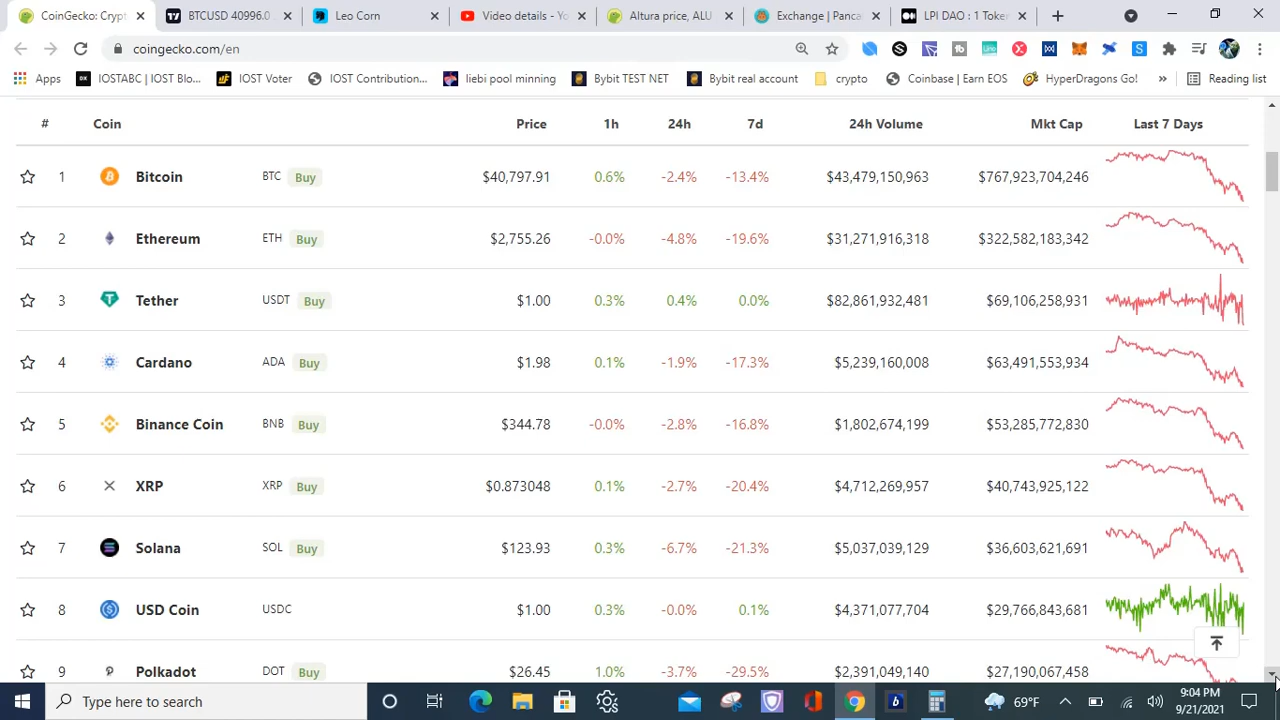 CoinGecko: Crypt
BTCUSD 40996.0
Leo Corn
Video details - Yo
Altura price, ALU
Exchange | Panca
LPI DAO : 1 Toke
coingecko.com/en
Apps
IOSTABC | IOST Blo...
IOST Voter
IOST Contribution...
liebi pool minning
Bybit TEST NET
Bybit real account
crypto
Coinbase | Earn EOS
HyperDragons Go!
»
Reading list
# Coin Price 1h 24h 7d 24h Volume Mkt Cap Last 7 Days
1 Bitcoin BTC Buy $40,797.91 0.6% -2.4% -13.4% $43,479,150,963 $767,923,704,246
2 Ethereum ETH Buy $2,755.26 -0.0% -4.8% -19.6% $31,271,916,318 $322,582,183,342
3 Tether USDT Buy $1.00 0.3% 0.4% 0.0% $82,861,932,481 $69,106,258,931
4 Cardano ADA Buy $1.98 0.1% -1.9% -17.3% $5,239,160,008 $63,491,553,934
5 Binance Coin BNB Buy $344.78 -0.0% -2.8% -16.8% $1,802,674,199 $53,285,772,830
6 XRP XRP Buy $0.873048 0.1% -2.7% -20.4% $4,712,269,957 $40,743,925,122
7 Solana SOL Buy $123.93 0.3% -6.7% -21.3% $5,037,039,129 $36,603,621,691
8 USD Coin USDC $1.00 0.3% -0.0% 0.1% $4,371,077,704 $29,766,843,681
9 Polkadot DOT Buy $26.45 1.0% -3.7% -29.5% $2,391,049,140 $27,190,067,458
Type here to search
69°F
9:04 PM
9/21/2021